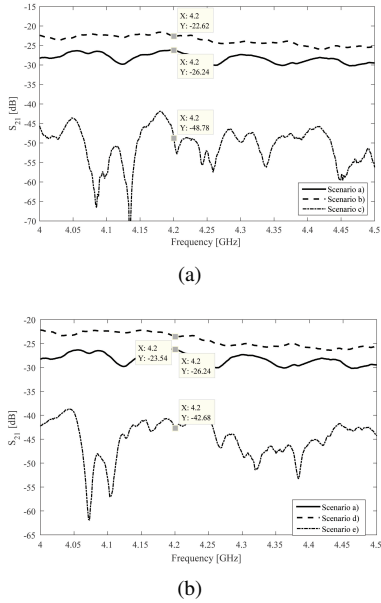 (a)
-15
-20
-25
-30
-35
-40
-45
-50
-55
-60
-65
-70
S21 [dB]
X: 4.2
Y: -22.62
X: 4.2
Y: -26.24
X: 4.2
Y: -48.78
Scenario a)
Scenario b)
Scenario c)
4 4.05 4.1 4.15 4.2 4.25 4.3 4.35 4.4 4.45 4.5
Frequency [GHz]
(a)
-20
-25
-30
-35
-40
-45
-50
-55
-60
-65
S21 [dB]
X: 4.2
Y: -23.54
X: 4.2
Y: -26.24
X: 4.2
Y: -42.68
Scenario a)
Scenario d)
Scenario e)
4 4.05 4.1 4.15 4.2 4.25 4.3 4.35 4.4 4.45 4.5
Frequency [GHz]
(b)